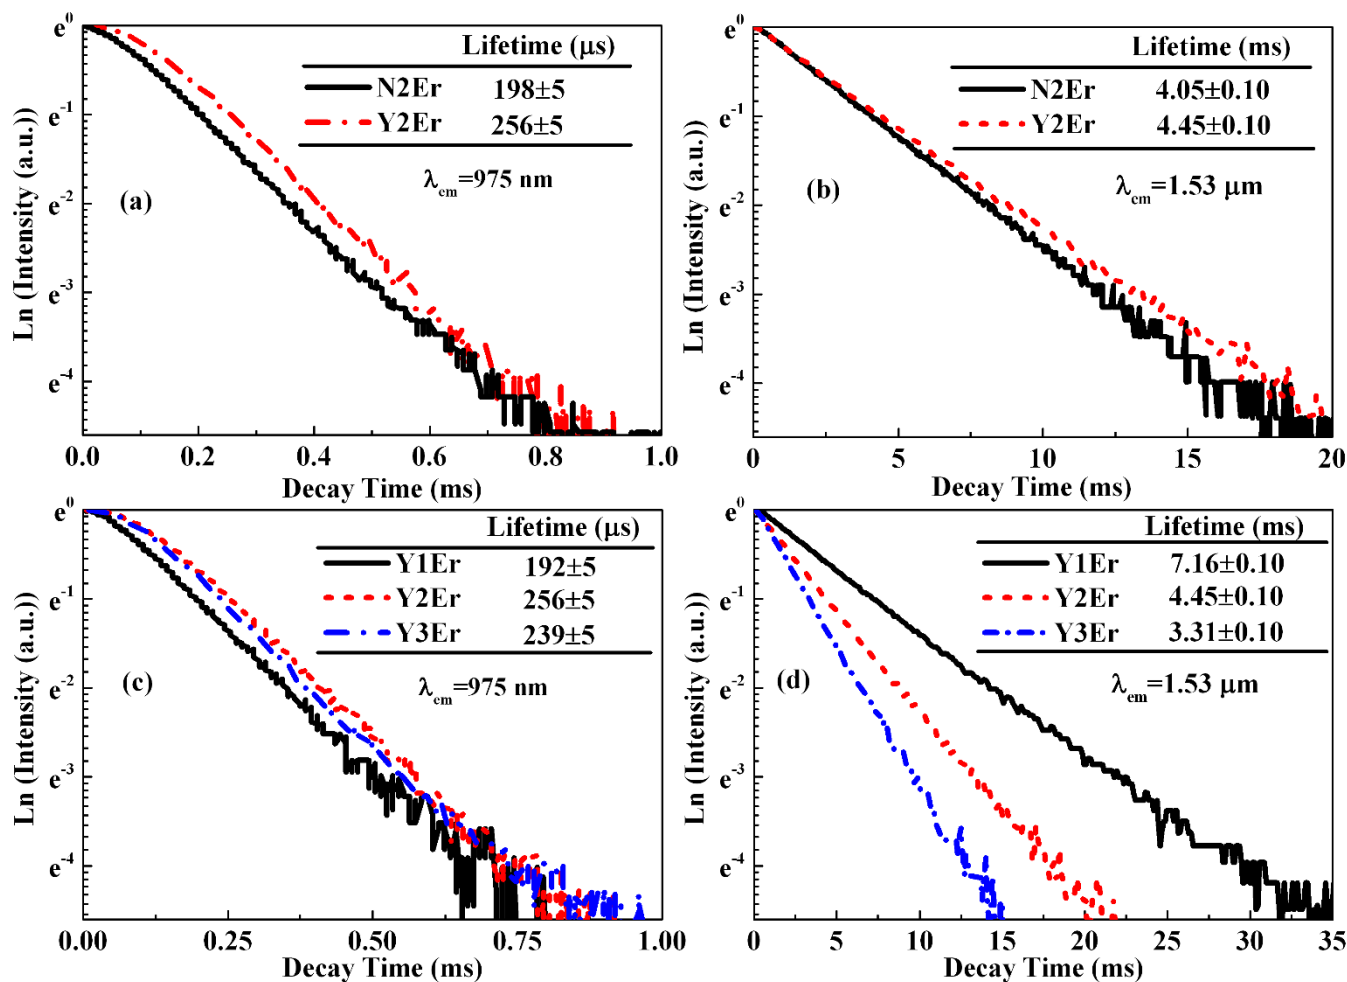 (a)
Ln (Intensity (a.u.))
e⁰
e⁻¹
e⁻²
e⁻³
e⁻⁴
Lifetime (μs)
N2Er 198±5
Y2Er 256±5
λem=975 nm
0.0 0.2 0.4 0.6 0.8 1.0
Decay Time (ms)
(b)
Ln (Intensity (a.u.))
e⁰
e⁻¹
e⁻²
e⁻³
e⁻⁴
Lifetime (ms)
N2Er 4.05±0.10
Y2Er 4.45±0.10
λem=1.53 μm
0 5 10 15 20
Decay Time (ms)
(c)
Ln (Intensity (a.u.))
e⁰
e⁻¹
e⁻²
e⁻³
e⁻⁴
Lifetime (μs)
Y1Er 192±5
Y2Er 256±5
Y3Er 239±5
λem=975 nm
0.00 0.25 0.50 0.75 1.00
Decay Time (ms)
(d)
Ln (Intensity (a.u.))
e⁰
e⁻¹
e⁻²
e⁻³
e⁻⁴
Lifetime (ms)
Y1Er 7.16±0.10
Y2Er 4.45±0.10
Y3Er 3.31±0.10
λem=1.53 μm
0 5 10 15 20 25 30 35
Decay Time (ms)